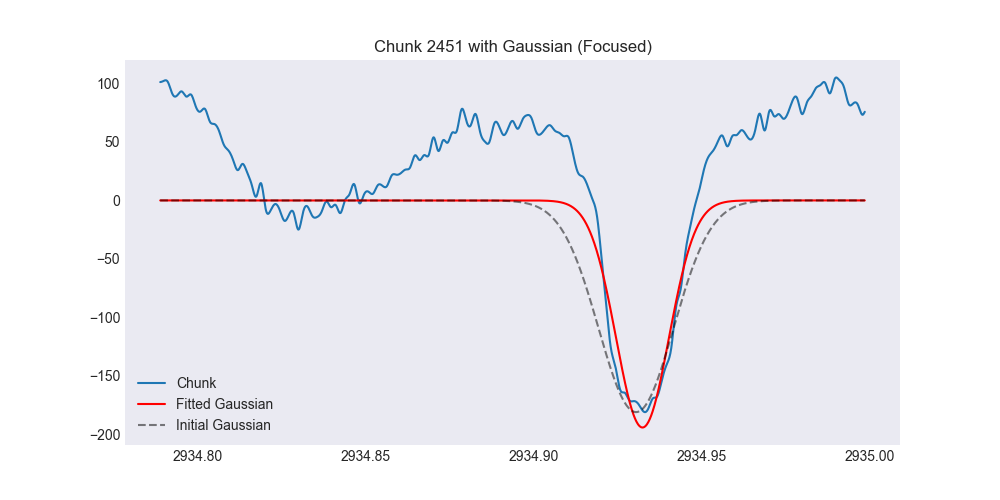 Chunk 2451 with Gaussian (Focused)
100
50
0
−50
−100
−150
−200
Chunk
Fitted Gaussian
Initial Gaussian
2934.80 2934.85 2934.90 2934.95 2935.00